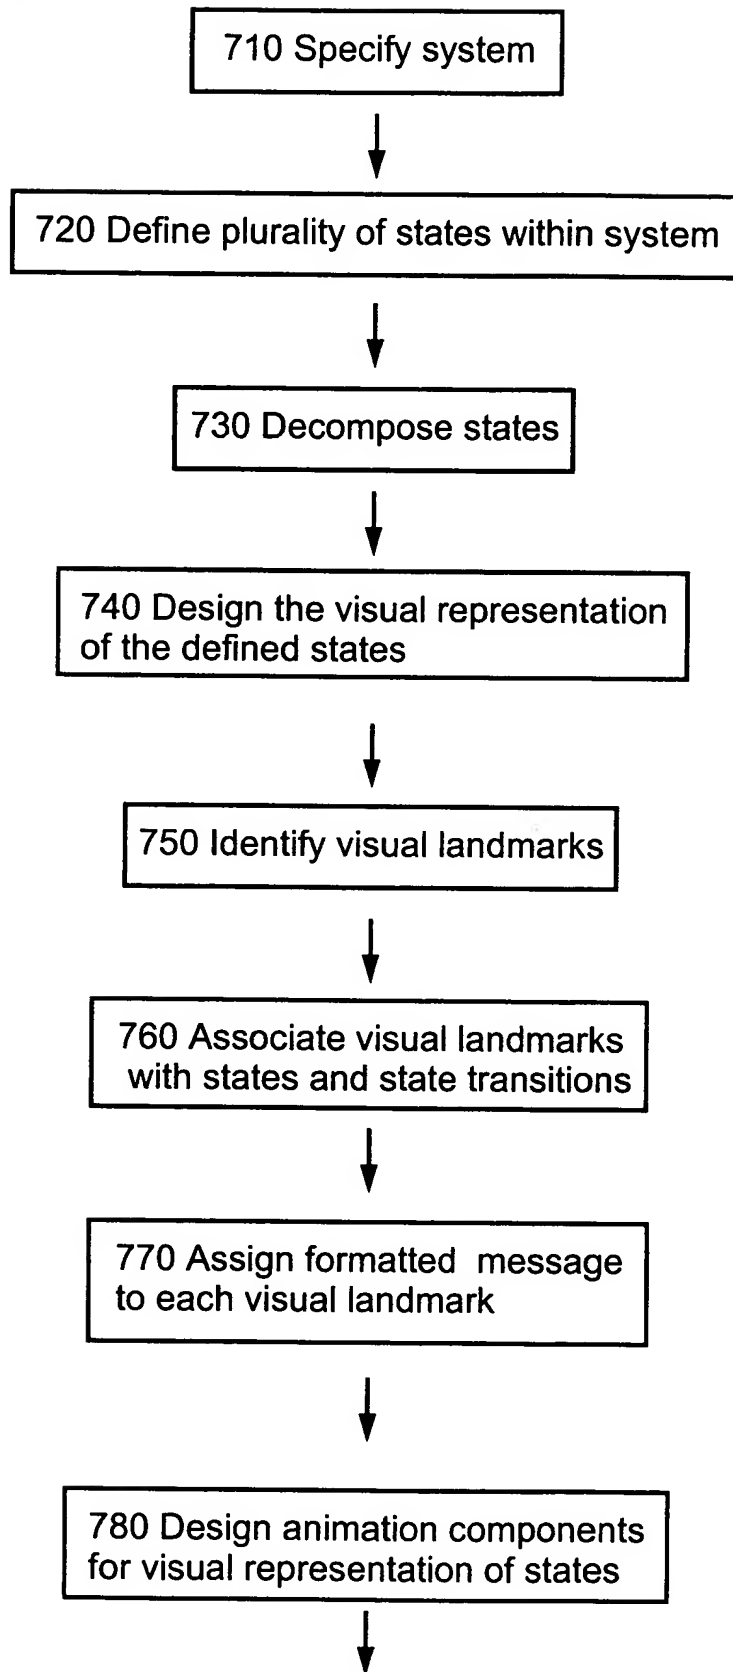 710 Specify system
720 Define plurality of states within system
730 Decompose states
740 Design the visual representation
of the defined states
750 Identify visual landmarks
760 Associate visual landmarks
with states and state transitions
770 Assign formatted message
to each visual landmark
780 Design animation components
for visual representation of states